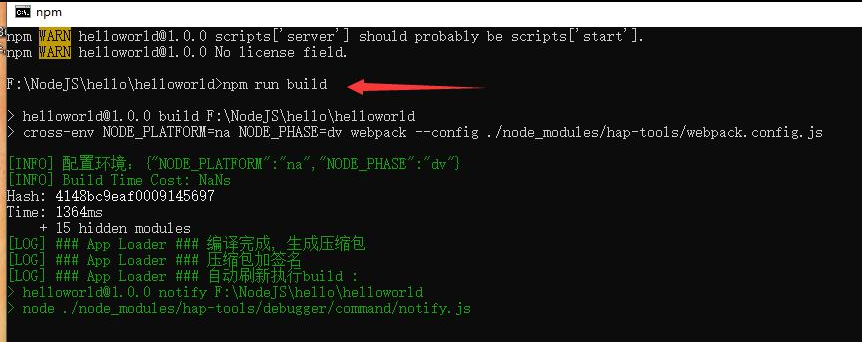 npm
npm WARN helloworld@1.0.0 scripts['server'] should probably be scripts['start'].
npm WARN helloworld@1.0.0 No license field.
F:\NodeJS\hello\helloworld>npm run build
> helloworld@1.0.0 build F:\NodeJS\hello\helloworld
> cross-env NODE_PLATFORM=na NODE_PHASE=dv webpack --config ./node_modules/hap-tools/webpack.config.js
[INFO] 配置环境：{"NODE_PLATFORM":"na","NODE_PHASE":"dv"}
[INFO] Build Time Cost: NaNs
Hash: 4148bc9eaf0009145697
Time: 1364ms
+ 15 hidden modules
[LOG] ### App Loader ### 编译完成，生成压缩包
[LOG] ### App Loader ### 压缩包加签名
[LOG] ### App Loader ### 自动刷新执行build :
> helloworld@1.0.0 notify F:\NodeJS\hello\helloworld
> node ./node_modules/hap-tools/debugger/command/notify.js